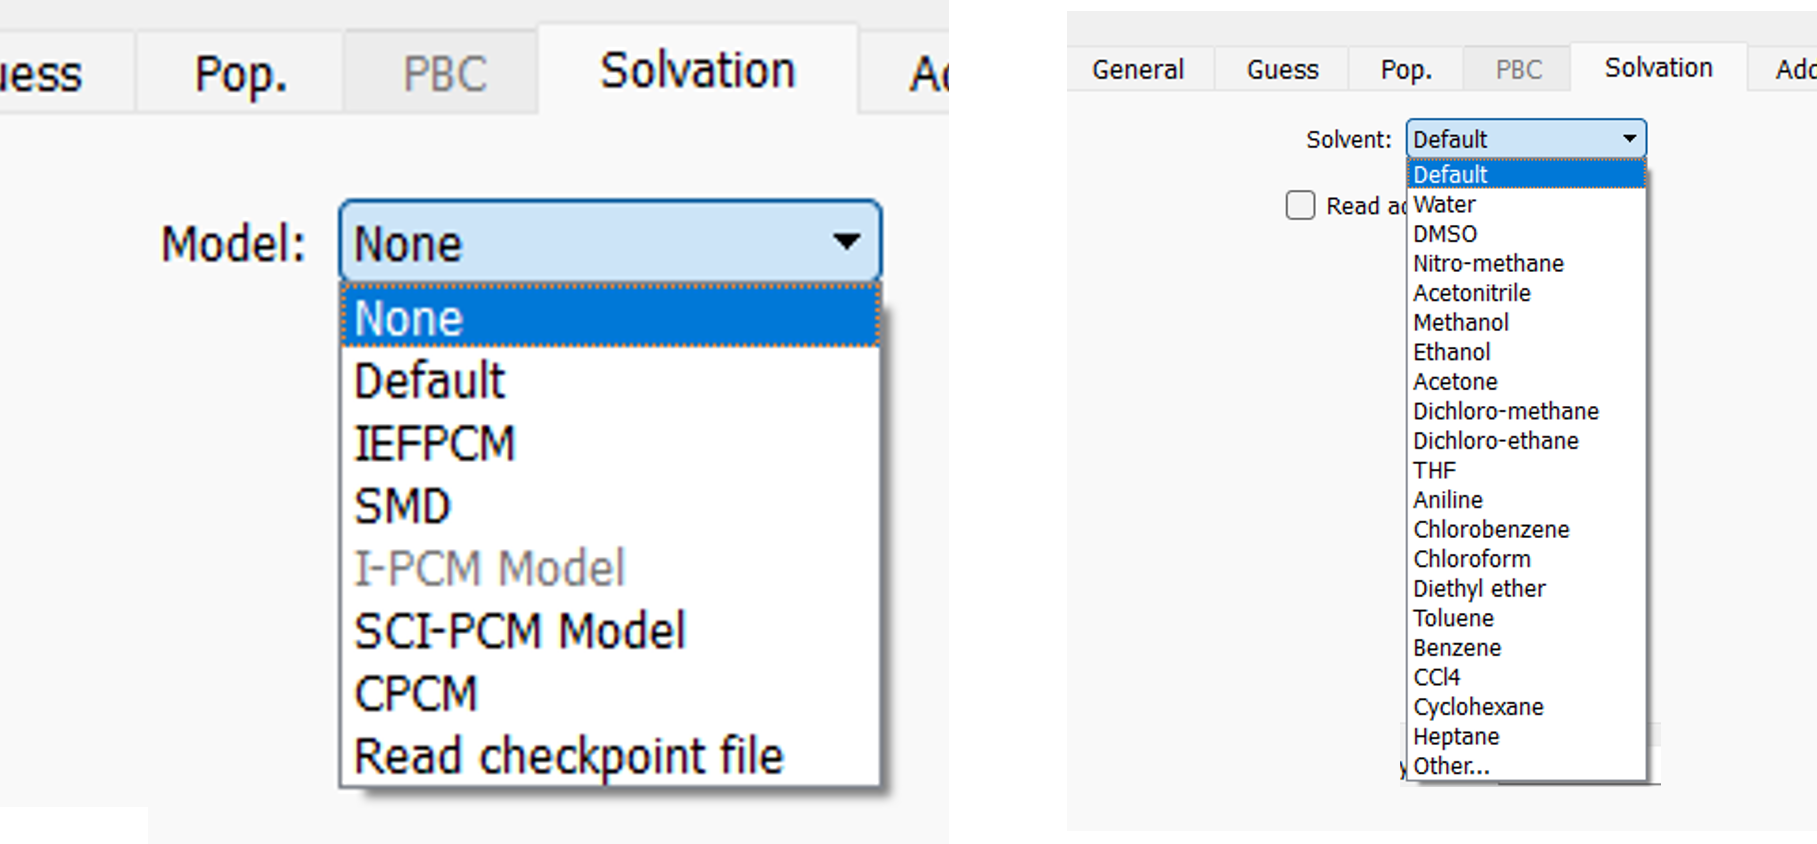 uess Pop. PBC Solvation Ad
Model: None
None
Default
IEFPCM
SMD
I-PCM Model
SCI-PCM Model
CPCM
Read checkpoint file
General Guess Pop. PBC Solvation Add
Solvent: Default
Default
Read ad
Water
DMSO
Nitro-methane
Acetonitrile
Methanol
Ethanol
Acetone
Dichloro-methane
Dichloro-ethane
THF
Aniline
Chlorobenzene
Chloroform
Diethyl ether
Toluene
Benzene
CCl4
Cyclohexane
Heptane
Other...